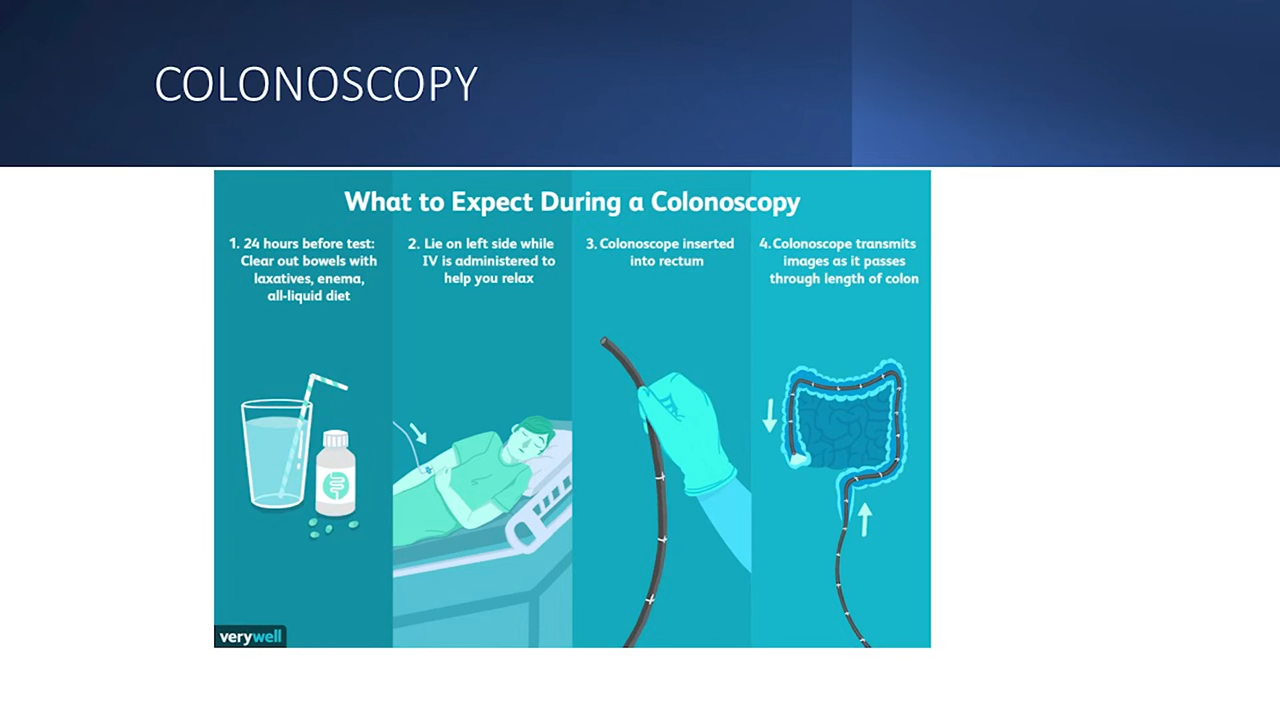 COLONOSCOPY
What to Expect During a Colonoscopy
1. 24 hours before test:
Clear out bowels with
laxatives, enema,
all-liquid diet
2. Lie on left side while
IV is administered to
help you relax
3. Colonoscope inserted
into rectum
4. Colonoscope transmits
images as it passes
through length of colon
verywell